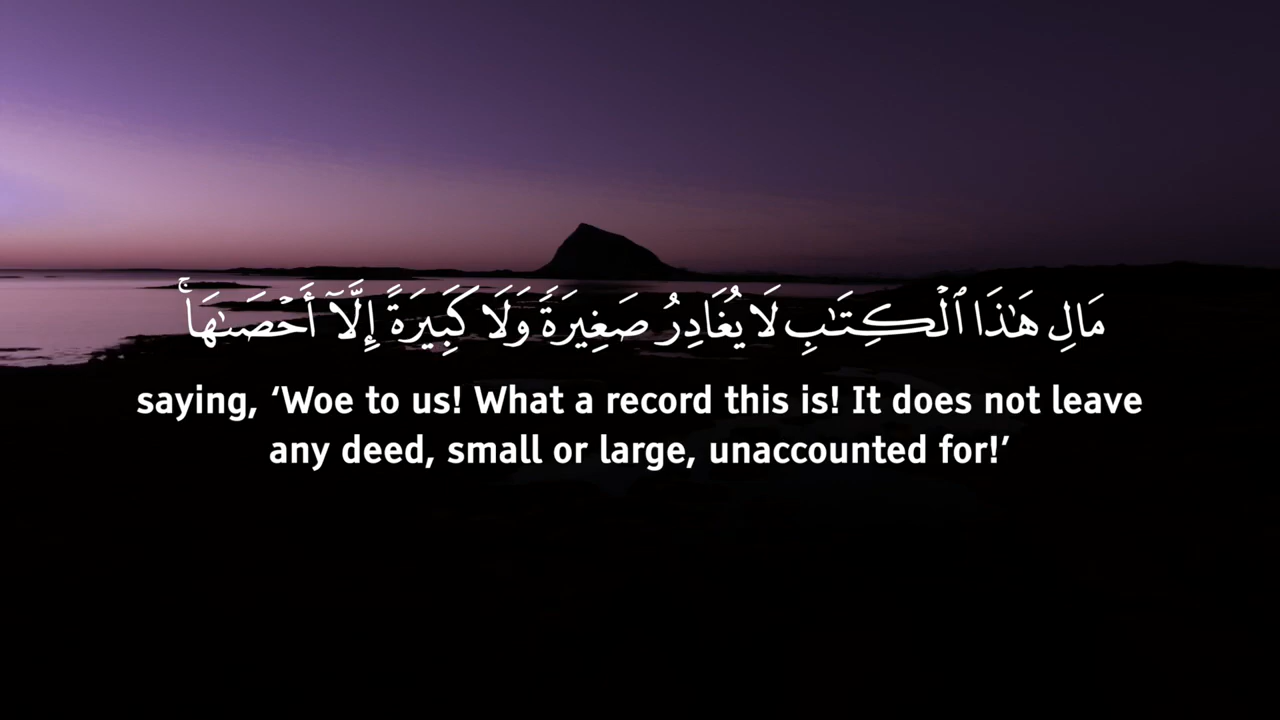 مَالِ هَٰذَا ٱلْكِتَٰبِ لَا يُغَادِرُ صَغِيرَةً وَلَا كَبِيرَةً إِلَّآ أَحْصَىٰهَا ۚ
saying, ‘Woe to us! What a record this is! It does not leave
any deed, small or large, unaccounted for!’